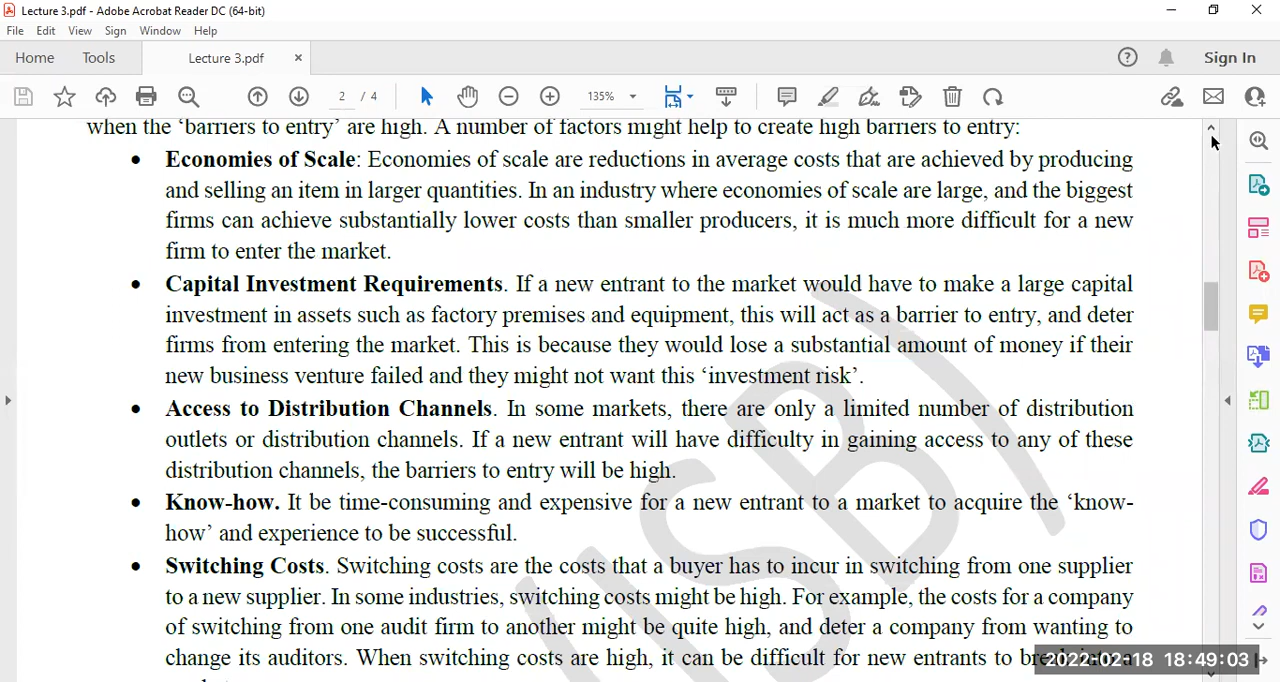 Lecture 3.pdf - Adobe Acrobat Reader DC (64-bit)
File Edit View Sign Window Help
Home Tools Lecture 3.pdf × Sign In
2 / 4 135%
when the ‘barriers to entry’ are high. A number of factors might help to create high barriers to entry:
• Economies of Scale: Economies of scale are reductions in average costs that are achieved by producing
and selling an item in larger quantities. In an industry where economies of scale are large, and the biggest
firms can achieve substantially lower costs than smaller producers, it is much more difficult for a new
firm to enter the market.
• Capital Investment Requirements. If a new entrant to the market would have to make a large capital
investment in assets such as factory premises and equipment, this will act as a barrier to entry, and deter
firms from entering the market. This is because they would lose a substantial amount of money if their
new business venture failed and they might not want this ‘investment risk’.
• Access to Distribution Channels. In some markets, there are only a limited number of distribution
outlets or distribution channels. If a new entrant will have difficulty in gaining access to any of these
distribution channels, the barriers to entry will be high.
• Know-how. It be time-consuming and expensive for a new entrant to a market to acquire the ‘know-
how’ and experience to be successful.
• Switching Costs. Switching costs are the costs that a buyer has to incur in switching from one supplier
to a new supplier. In some industries, switching costs might be high. For example, the costs for a company
of switching from one audit firm to another might be quite high, and deter a company from wanting to
change its auditors. When switching costs are high, it can be difficult for new entrants to break into a
2022:02:18 18:49:03
USB)